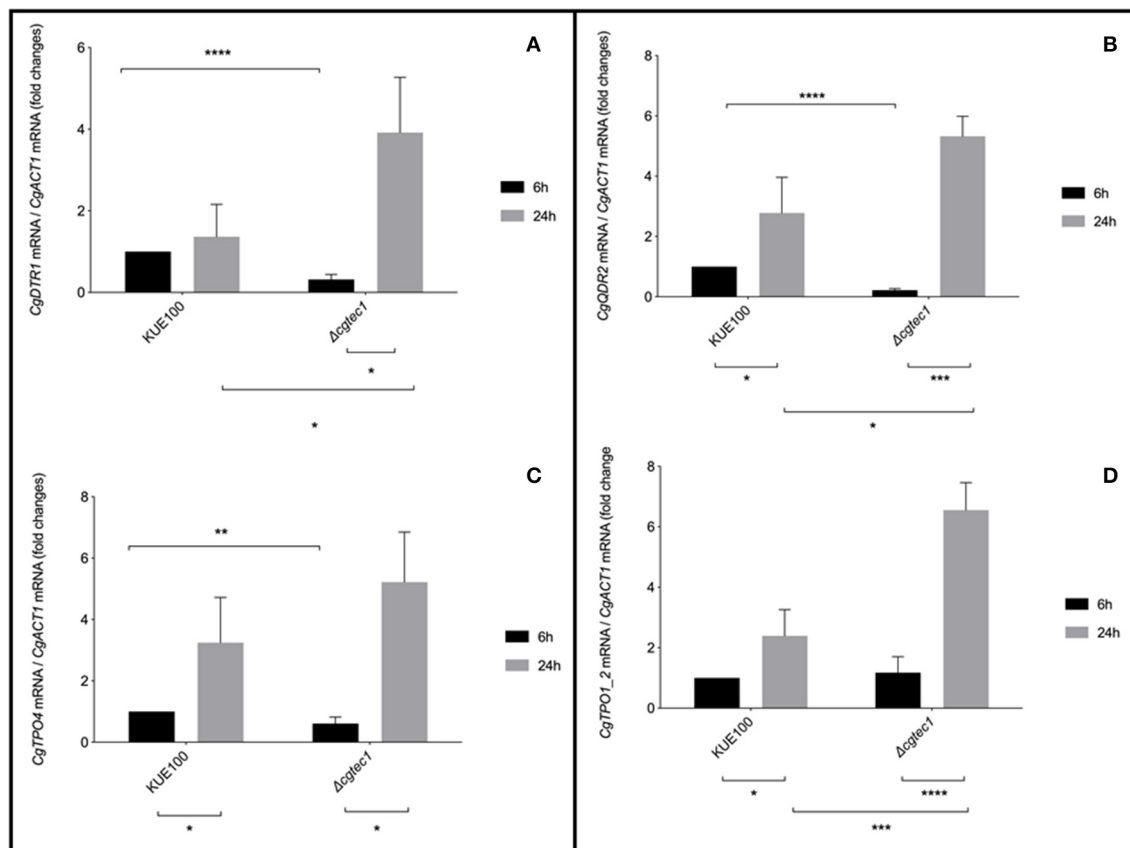 A
CgDTR1 mRNA / CgACT1 mRNA (fold changes)
6
4
2
0
****
6h
24h
KUE100
Δcgtec1
*
*
B
CgQDR2 mRNA / CgACT1 mRNA (fold changes)
8
6
4
2
0
****
6h
24h
KUE100
Δcgtec1
*
***
*
C
CgTPO4 mRNA / CgACT1 mRNA (fold changes)
8
6
4
2
0
**
6h
24h
KUE100
Δcgtec1
*
*
D
CgTPO1_2 mRNA / CgACT1 mRNA (fold change
8
6
4
2
0
6h
24h
KUE100
Δcgtec1
*
****
***